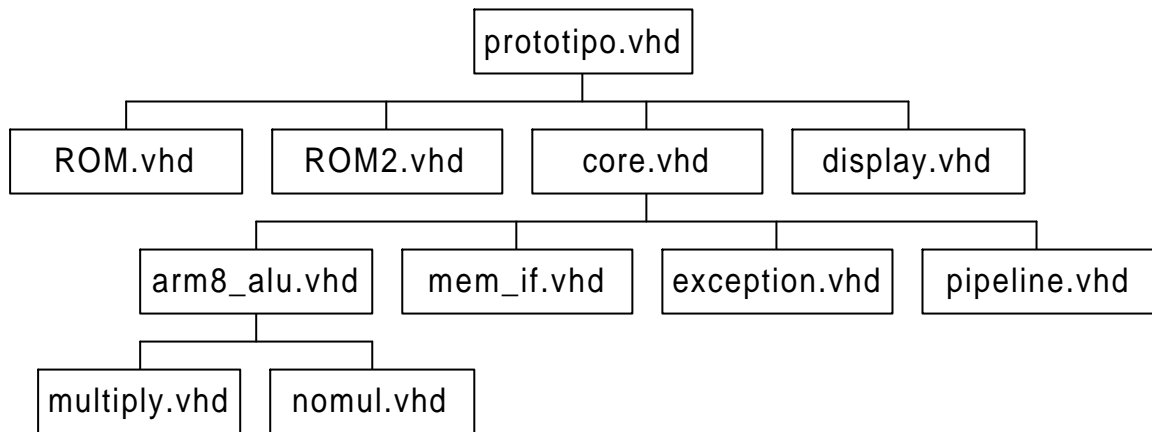 prototipo.vhd
ROM.vhd
ROM2.vhd
core.vhd
display.vhd
arm8_alu.vhd
mem_if.vhd
exception.vhd
pipeline.vhd
multiply.vhd
nomul.vhd